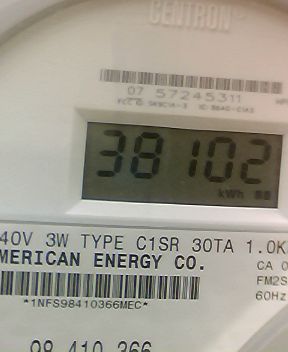 CENTRON
07 57245311
38102
kWh
40V 3W TYPE C1SR 30TA 1.0K
MERICAN ENERGY CO.
CA 0
FM2S
60Hz
*1NFS98410366MEC*
98 410 366